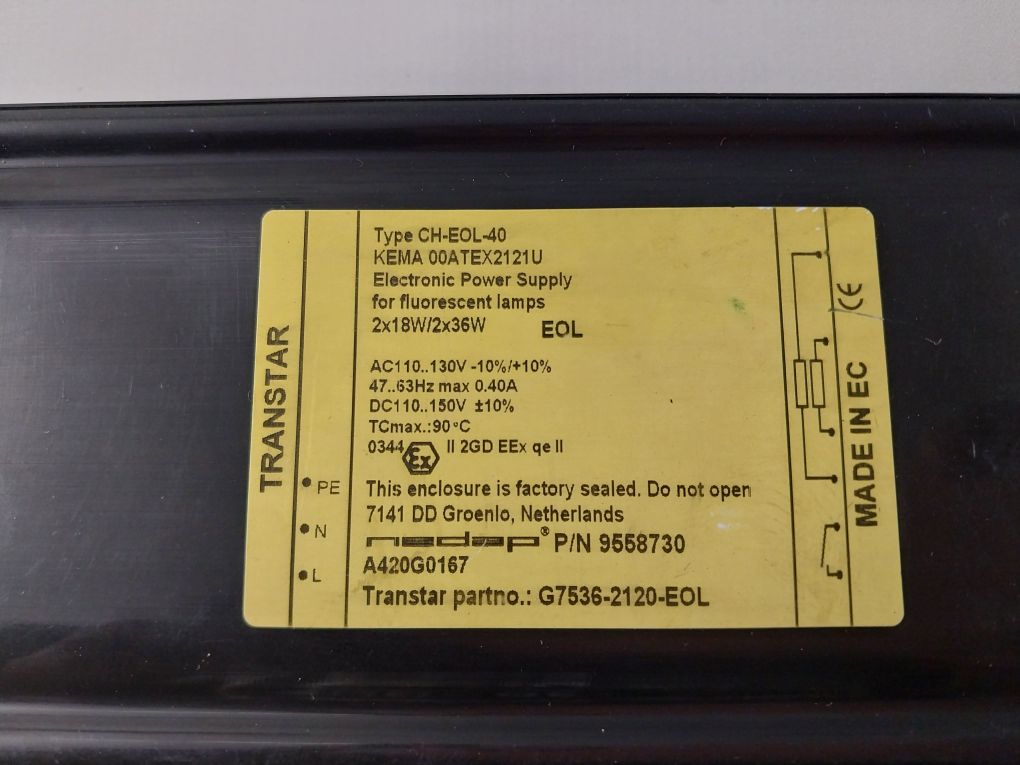 TRANSTAR
PE
N
L
Type CH-EOL-40
KEMA 00ATEX2121U
Electronic Power Supply
for fluorescent lamps
2x18W/2x36W EOL
AC110..130V -10%/+10%
47..63Hz max 0.40A
DC110..150V ±10%
TCmax.:90°C
0344 Ex II 2GD EEx qe II
This enclosure is factory sealed. Do not open
7141 DD Groenlo, Netherlands
nedap® P/N 9558730
A420G0167
Transtar partno.: G7536-2120-EOL
CE
MADE IN EC